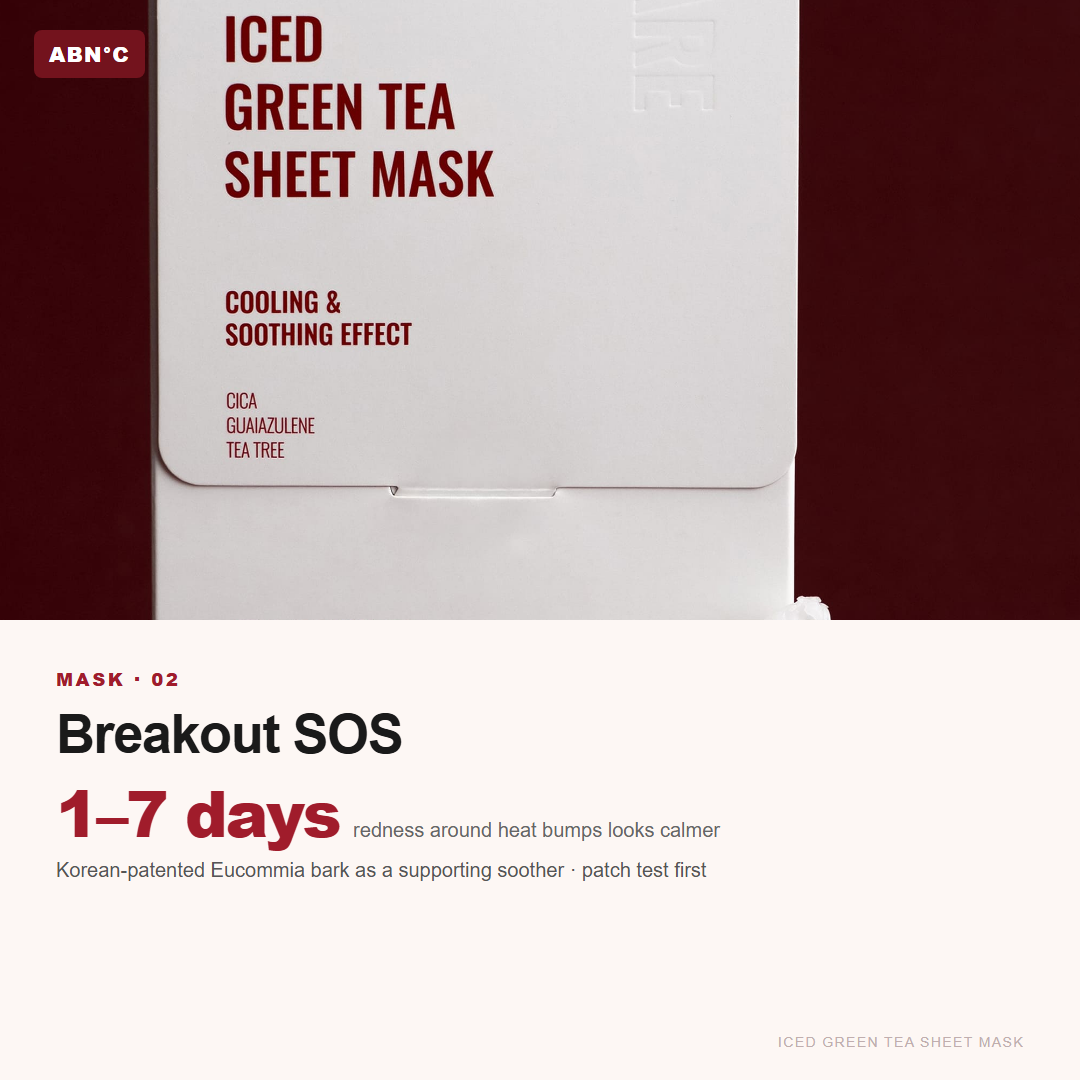 ABN°C
ICED
GREEN TEA
SHEET MASK
COOLING &
SOOTHING EFFECT
CICA
GUAIAZULENE
TEA TREE
MASK · 02
Breakout SOS
1–7 days redness around heat bumps looks calmer
Korean-patented Eucommia bark as a supporting soother · patch test first
ICED GREEN TEA SHEET MASK